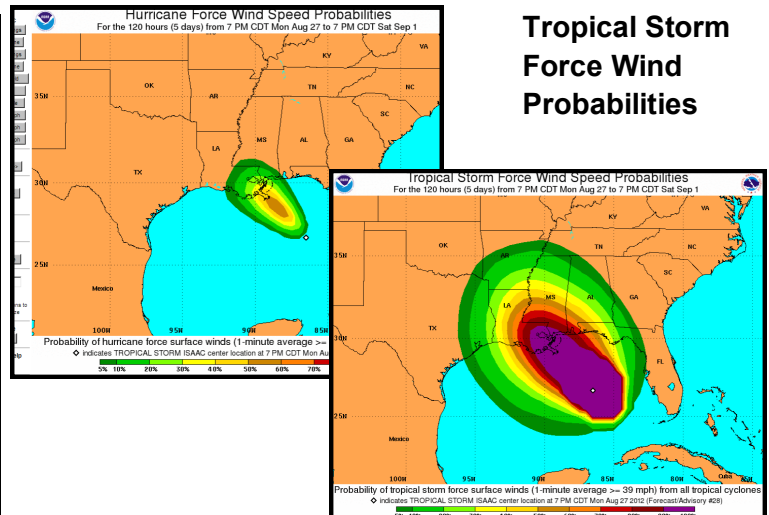 Tropical Storm
Force Wind
Probabilities
Hurricane Force Wind Speed Probabilities
For the 120 hours (5 days) from 7 PM CDT Mon Aug 27 to 7 PM CDT Sat Sep 1
VA
KY
OK
TN
NC
AR
35N
SC
MS
AL
GA
LA
TX
30N
25N
Mexico
100W
95W
90W
85W
Probability of hurricane force surface winds (1-minute average >=
indicates TROPICAL STORM ISAAC center location at 7 PM CDT Mon Au
5% 10% 20% 30% 40% 50% 60% 70%
Tropical Storm Force Wind Speed Probabilities
For the 120 hours (5 days) from 7 PM CDT Mon Aug 27 to 7 PM CDT Sat Sep 1
VA
KY
OK
TN
NC
AR
35N
SC
MS
AL
GA
LA
TX
30N
FL
25N
Mexico
Cuba
100W
95W
90W
85W
80W
Probability of tropical storm force surface winds (1-minute average >= 39 mph) from all tropical cyclones
indicates TROPICAL STORM ISAAC center location at 7 PM CDT Mon Aug 27 2012 (Forecast/Advisory #28)